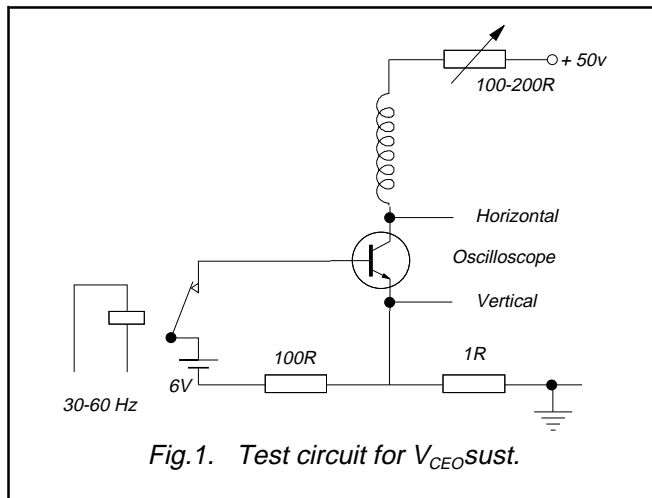 + 50v
100-200R
Horizontal
Oscilloscope
Vertical
100R
1R
6V
30-60 Hz
Fig.1. Test circuit for VCEOsust.